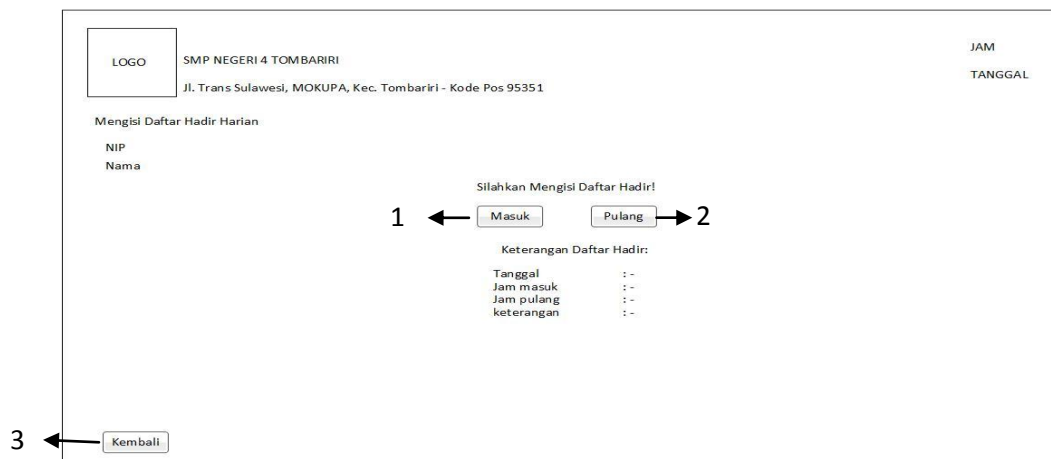 LOGO
SMP NEGERI 4 TOMBARIRI
Jl. Trans Sulawesi, MOKUPA, Kec. Tombariri - Kode Pos 95351
JAM
TANGGAL
Mengisi Daftar Hadir Harian
NIP
Nama
Silahkan Mengisi Daftar Hadir!
1 Masuk Pulang 2
Keterangan Daftar Hadir:
Tanggal : -
Jam masuk : -
Jam pulang : -
keterangan : -
3 Kembali